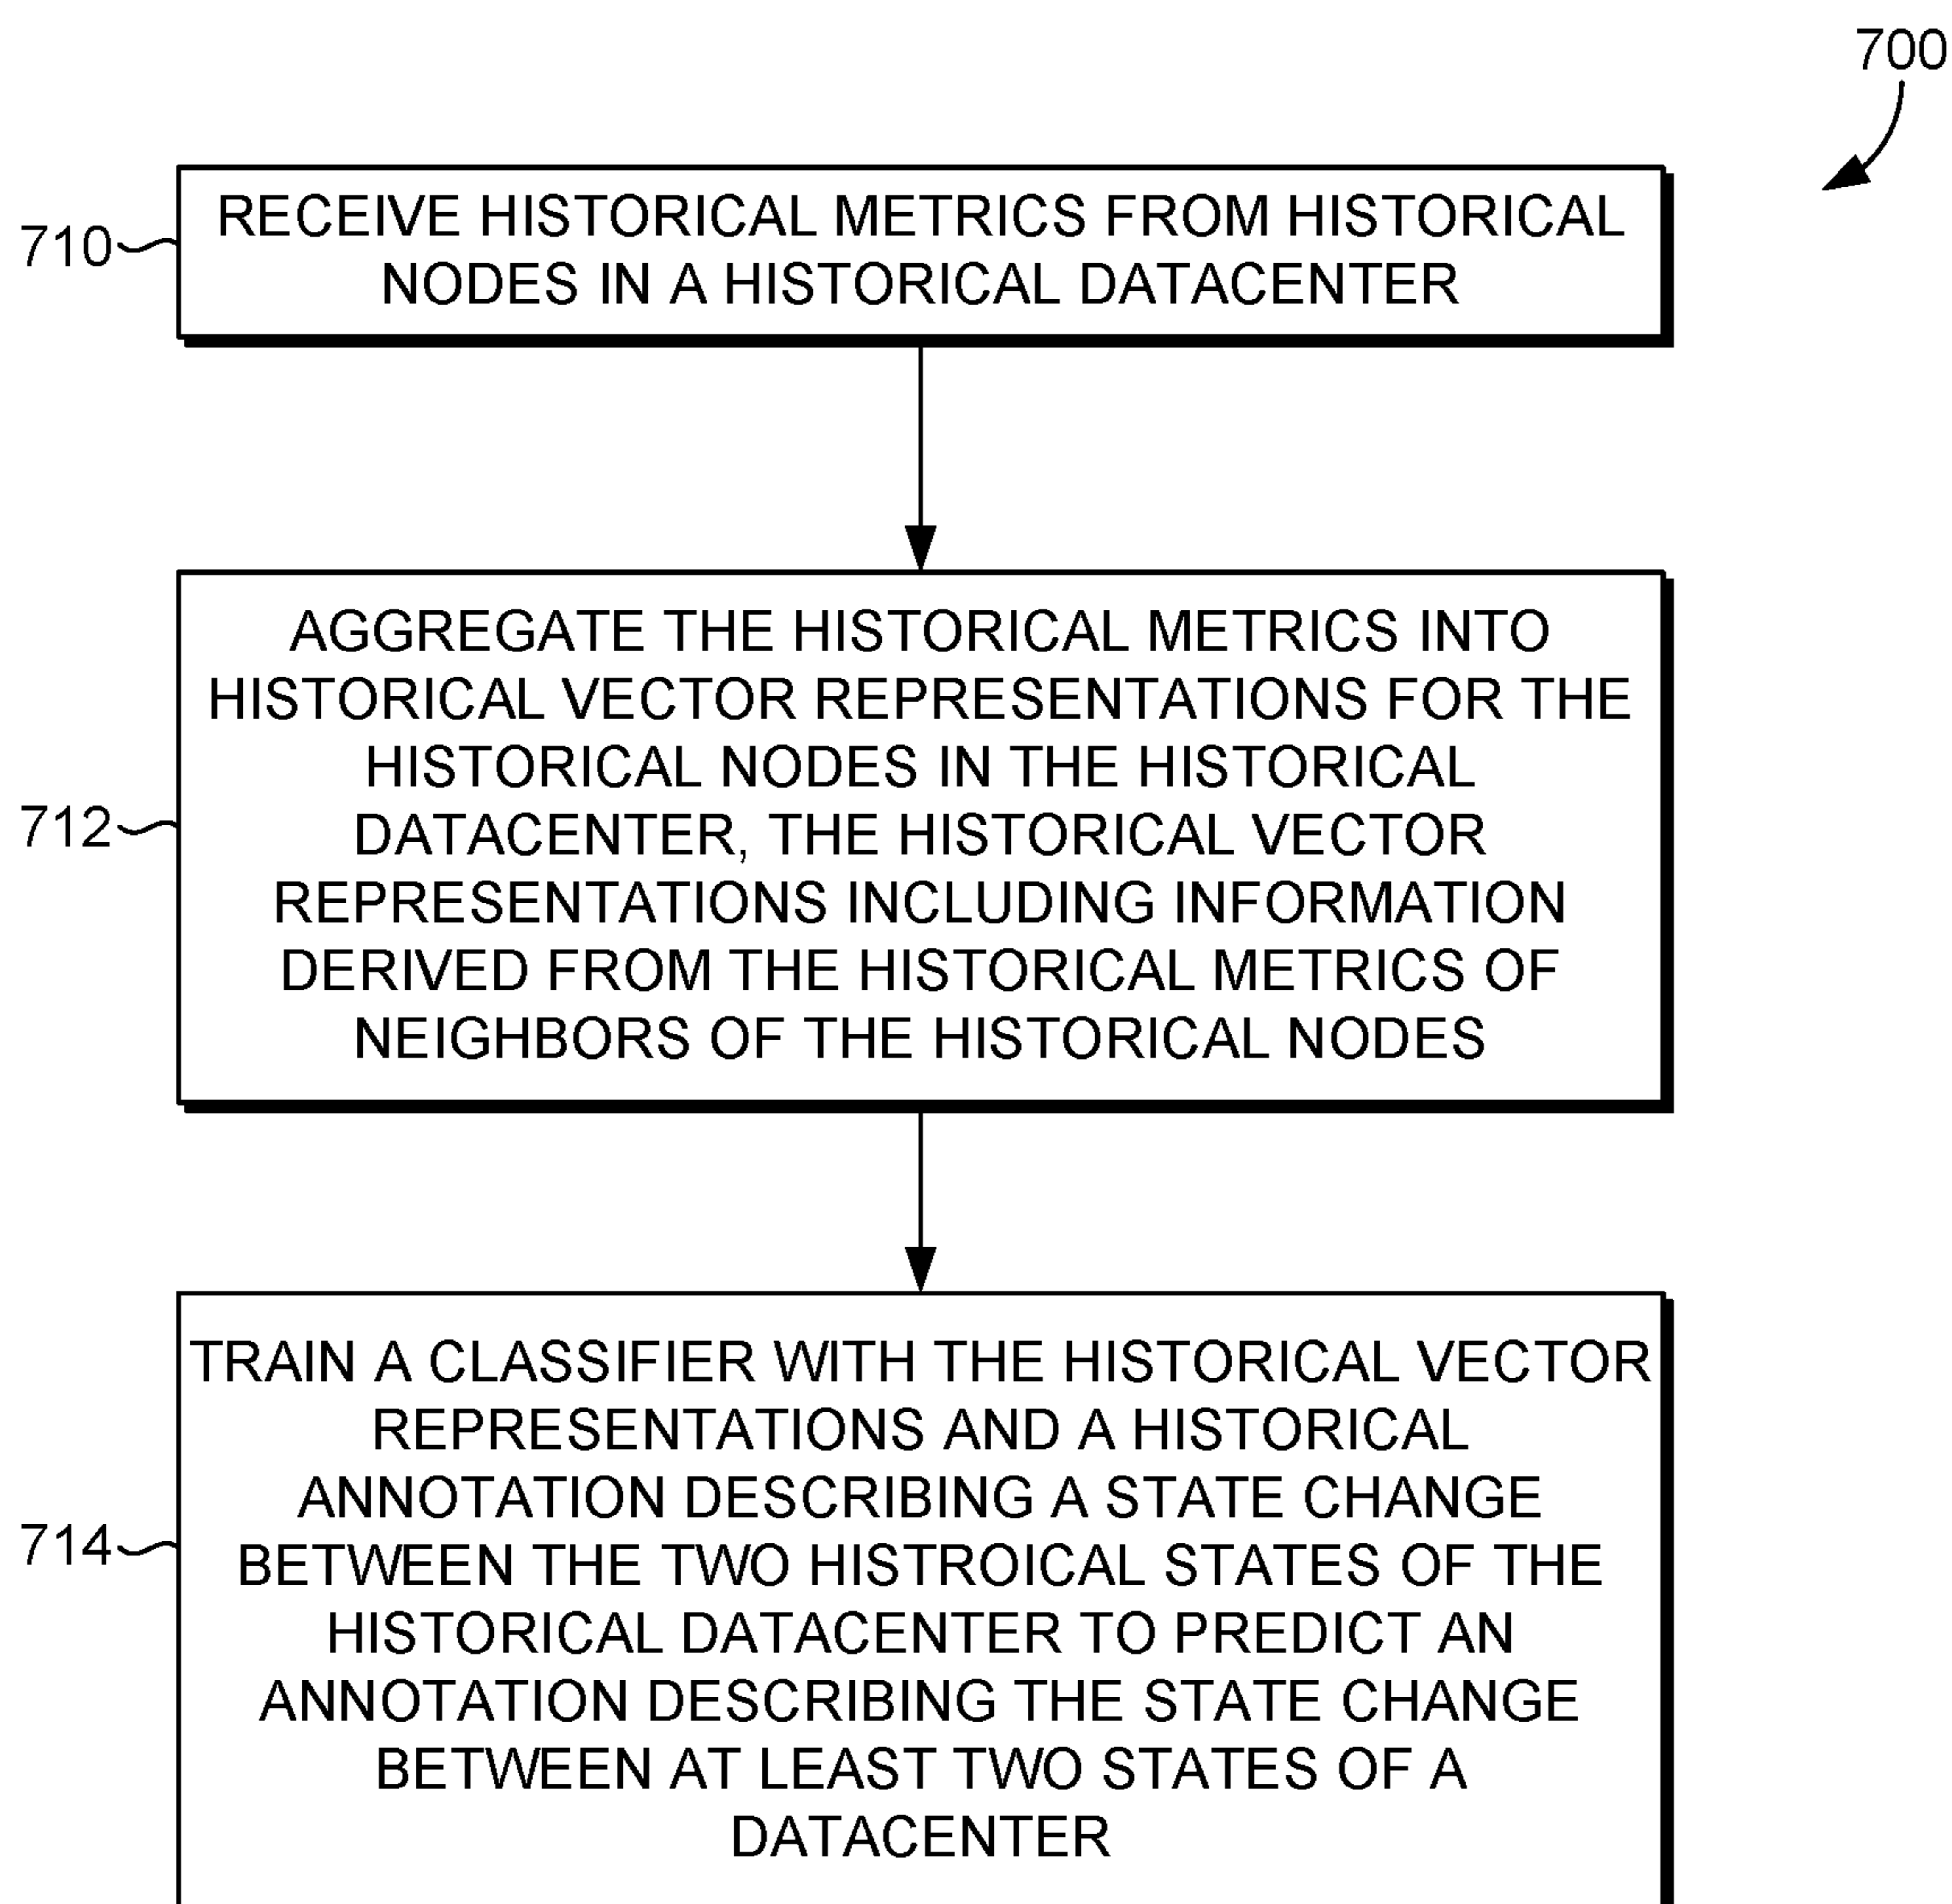 700
710
RECEIVE HISTORICAL METRICS FROM HISTORICAL
NODES IN A HISTORICAL DATACENTER
712
AGGREGATE THE HISTORICAL METRICS INTO
HISTORICAL VECTOR REPRESENTATIONS FOR THE
HISTORICAL NODES IN THE HISTORICAL
DATACENTER, THE HISTORICAL VECTOR
REPRESENTATIONS INCLUDING INFORMATION
DERIVED FROM THE HISTORICAL METRICS OF
NEIGHBORS OF THE HISTORICAL NODES
714
TRAIN A CLASSIFIER WITH THE HISTORICAL VECTOR
REPRESENTATIONS AND A HISTORICAL
ANNOTATION DESCRIBING A STATE CHANGE
BETWEEN THE TWO HISTROICAL STATES OF THE
HISTORICAL DATACENTER TO PREDICT AN
ANNOTATION DESCRIBING THE STATE CHANGE
BETWEEN AT LEAST TWO STATES OF A
DATACENTER